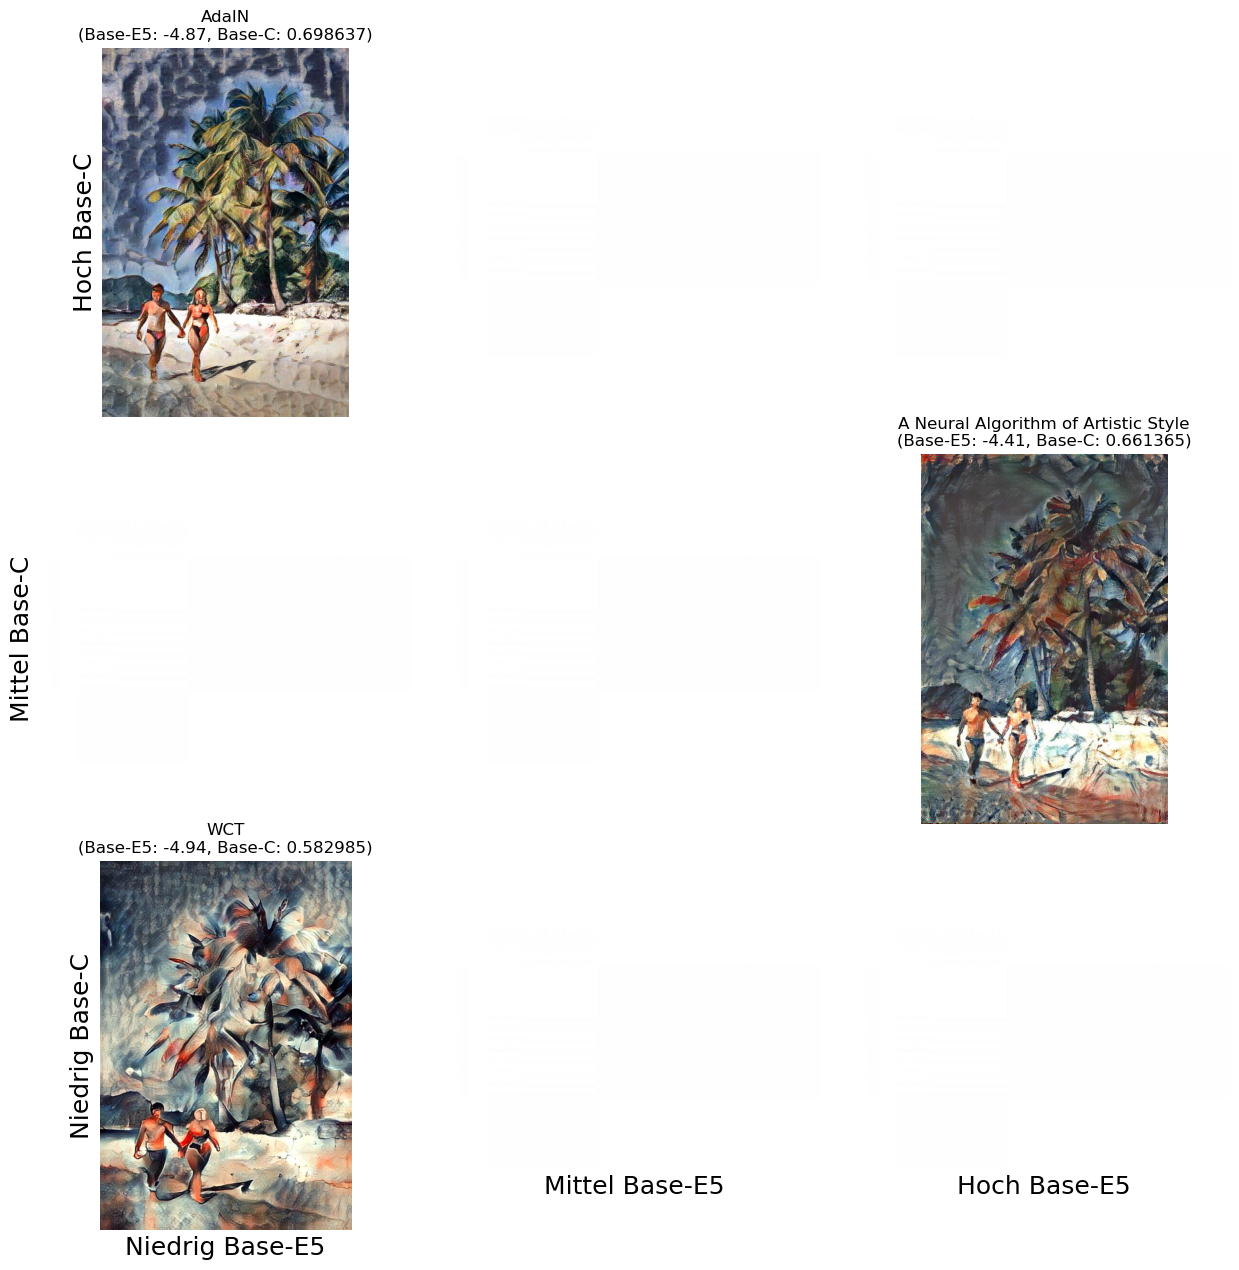 AdaIN
(Base-E5: -4.87, Base-C: 0.698637)
Hoch Base-C
A Neural Algorithm of Artistic Style
(Base-E5: -4.41, Base-C: 0.661365)
Mittel Base-C
WCT
(Base-E5: -4.94, Base-C: 0.582985)
Niedrig Base-C
Mittel Base-E5
Hoch Base-E5
Niedrig Base-E5